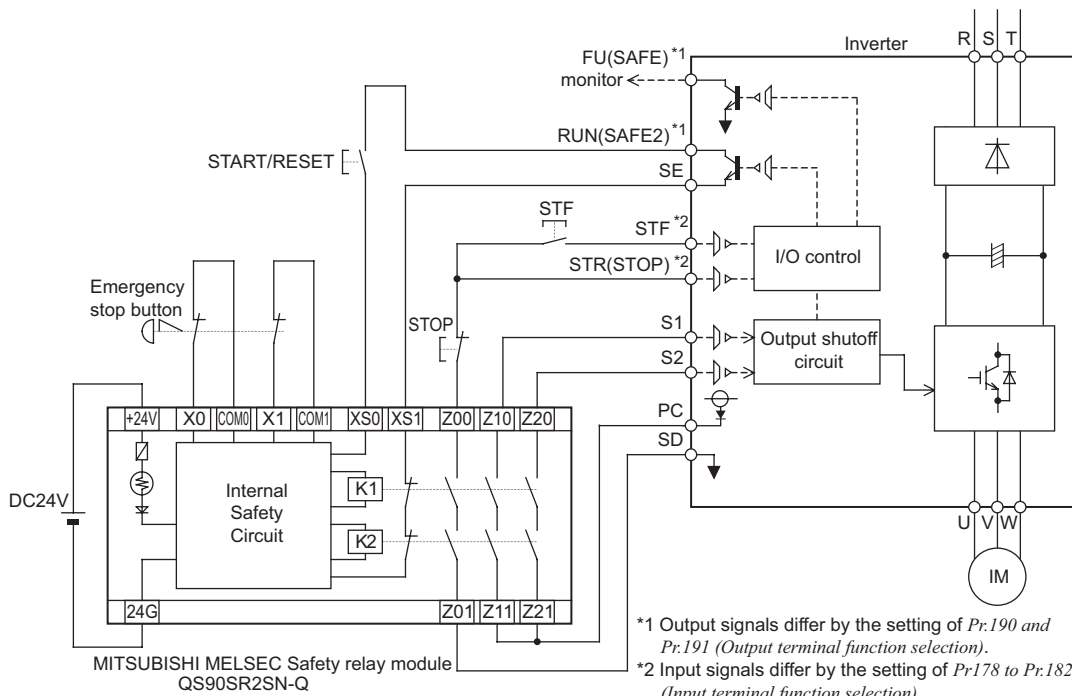 R S T
Inverter
FU(SAFE) *1
monitor
RUN(SAFE2) *1
START/RESET
SE
STF
STF *2
I/O control
STR(STOP) *2
Emergency
stop button
STOP
S1
Output shutoff
circuit
S2
PC
+24V X0 COM0 X1 COM1 XS0 XS1 Z00 Z10 Z20
SD
DC24V
Internal
Safety
Circuit
K1
K2
U V W
IM
24G Z01 Z11 Z21
MITSUBISHI MELSEC Safety relay module
QS90SR2SN-Q
*1 Output signals differ by the setting of Pr.190 and
Pr.191 (Output terminal function selection).
*2 Input signals differ by the setting of Pr178 to Pr.182
(Input terminal function selection)